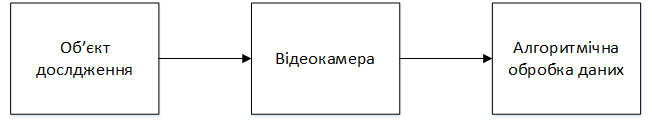 Об’єкт
дослдження
Відеокамера
Алгоритмічна
обробка даних